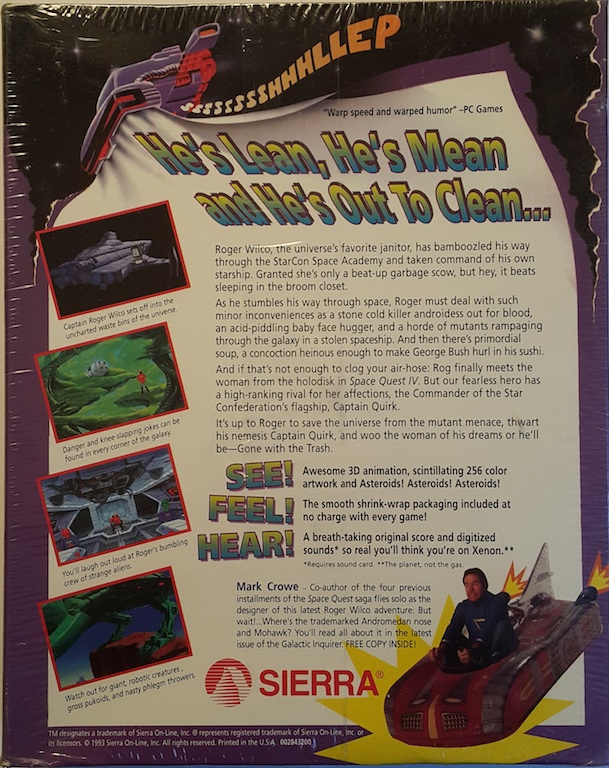 SSSSSSSHHHLLEP
"Warp speed and warped humor" –PC Games
He's Lean, He's Mean
and He's Out To Clean...
Roger Wilco, the universe's favorite janitor, has bamboozled his way
through the StarCon Space Academy and taken command of his own
starship. Granted she's only a beat-up garbage scow, but hey, it beats
sleeping in the broom closet.
As he stumbles his way through space, Roger must deal with such
minor inconveniences as a stone cold killer androidess out for blood,
an acid-piddling baby face hugger, and a horde of mutants rampaging
through the galaxy in a stolen spaceship. And then there's primordial
soup, a concoction heinous enough to make George Bush hurl in his sushi.
And if that's not enough to clog your air-hose: Rog finally meets the
woman from the holodisk in Space Quest IV. But our fearless hero has
a high-ranking rival for her affections, the Commander of the Star
Confederation's flagship, Captain Quirk.
It's up to Roger to save the universe from the mutant menace, thwart
his nemesis Captain Quirk, and woo the woman of his dreams or he'll
be—Gone with the Trash.
Captain Roger Wilco sets off into the
uncharted waste bins of the universe.
Danger and knee-slapping jokes can be
found in every corner of the galaxy.
You'll laugh out loud at Roger's bumbling
crew of strange aliens.
Watch out for giant, robotic creatures,
gross pukoids, and nasty phlegm throwers.
SEE! Awesome 3D animation, scintillating 256 color
artwork and Asteroids! Asteroids! Asteroids!
FEEL! The smooth shrink-wrap packaging included at
no charge with every game!
HEAR! A breath-taking original score and digitized
sounds* so real you'll think you're on Xenon.**
*Requires sound card. **The planet, not the gas.
Mark Crowe – Co-author of the four previous
installments of the Space Quest saga flies solo as the
designer of this latest Roger Wilco adventure. But
wait!...Where's the trademarked Andromedan nose
and Mohawk? You'll read all about it in the latest
issue of the Galactic Inquirer. FREE COPY INSIDE!
SIERRA®
TM designates a trademark of Sierra On-Line, Inc. ® represents registered trademark of Sierra On-Line, Inc. or
its licensors. © 1993 Sierra On-Line, Inc. All rights reserved. Printed in the U.S.A. 002843200